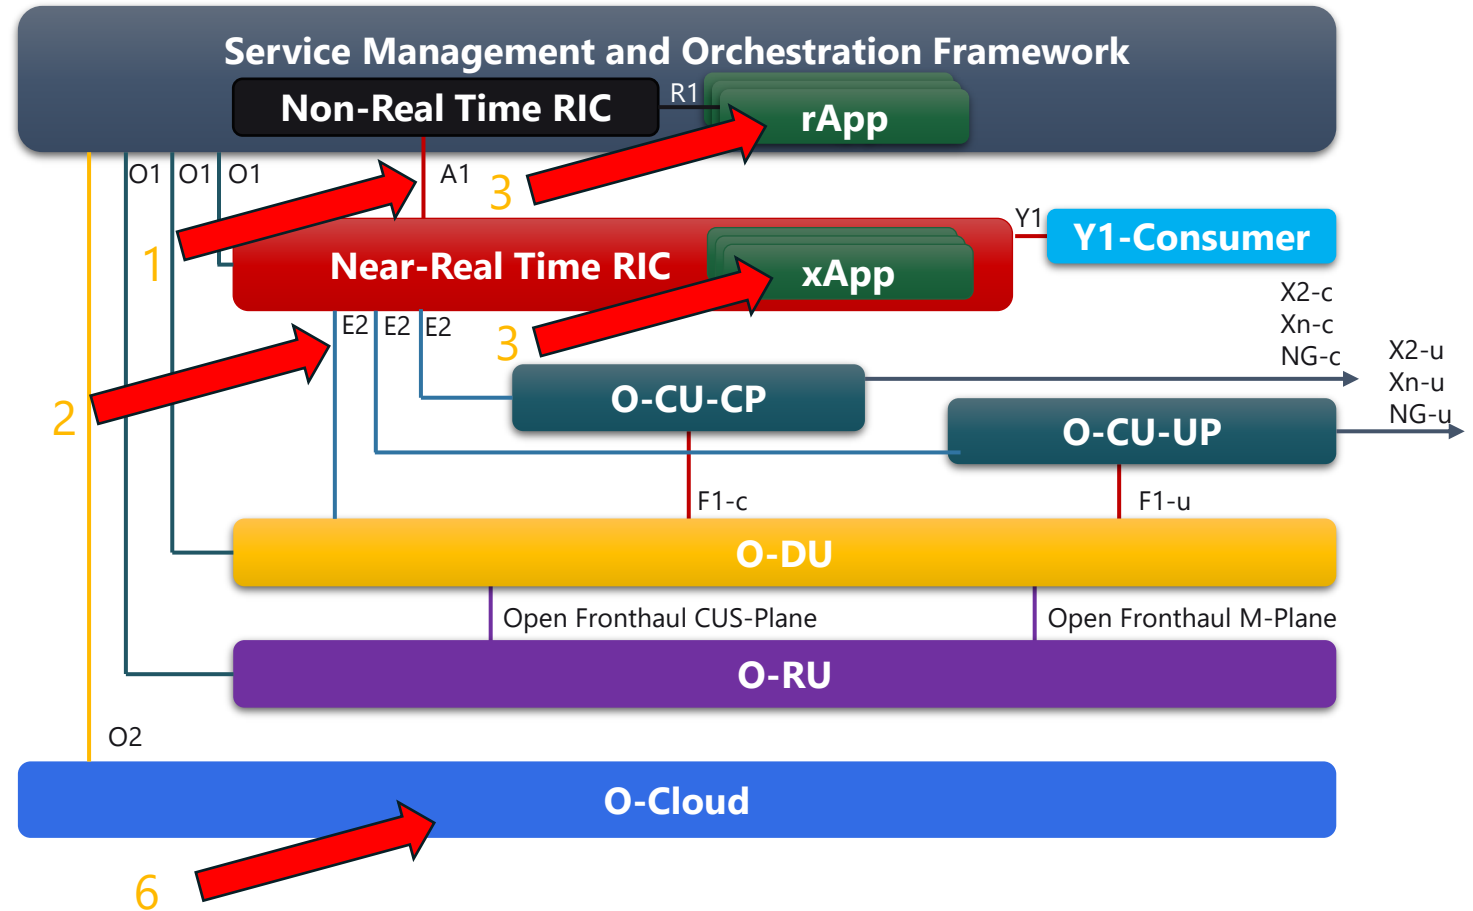 Service Management and Orchestration Framework
Non-Real Time RIC
R1
rApp
O1
O1
O1
A1
3
1
Near-Real Time RIC
xApp
Y1
Y1-Consumer
E2
E2
E2
3
2
X2-c
Xn-c
NG-c
X2-u
Xn-u
NG-u
O-CU-CP
O-CU-UP
F1-c
F1-u
O-DU
Open Fronthaul CUS-Plane
Open Fronthaul M-Plane
O-RU
O2
O-Cloud
6